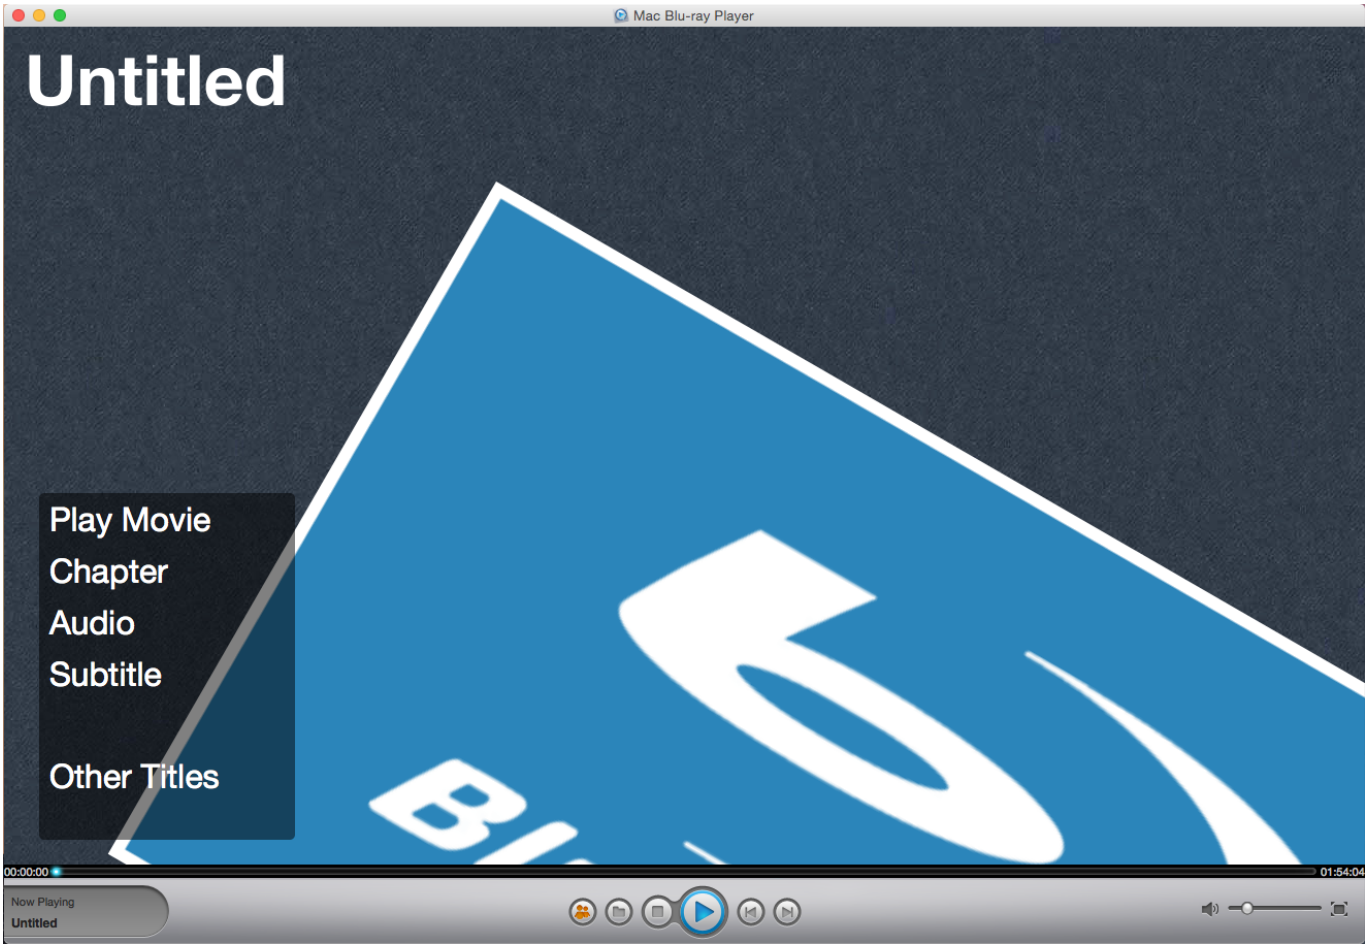 Mac Blu-ray Player
Untitled
Play Movie
Chapter
Audio
Subtitle
Other Titles
Bl
00:00:00
01:54:04
Now Playing
Untitled